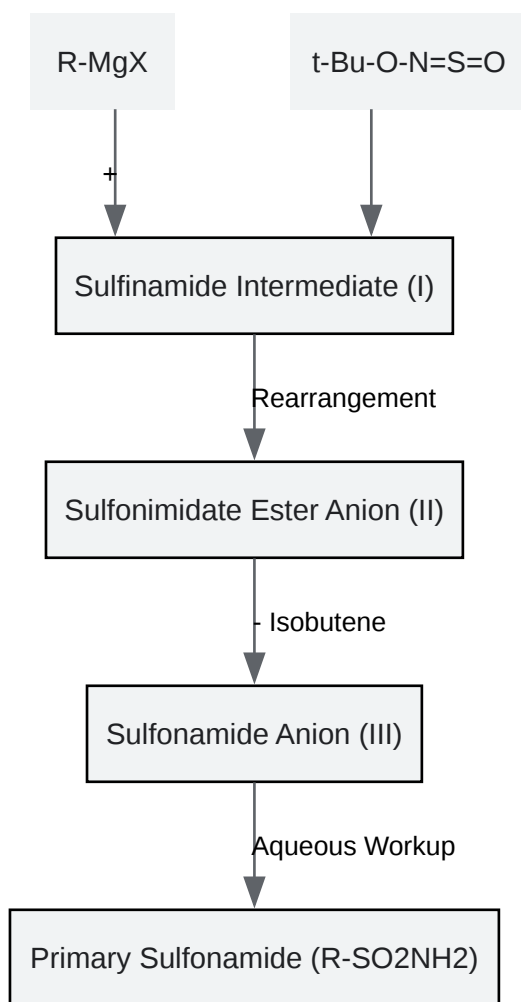 R-MgX
t-Bu-O-N=S=O
+
Sulfinamide Intermediate (I)
Rearrangement
Sulfonimidate Ester Anion (II)
- Isobutene
Sulfonamide Anion (III)
Aqueous Workup
Primary Sulfonamide (R-SO2NH2)